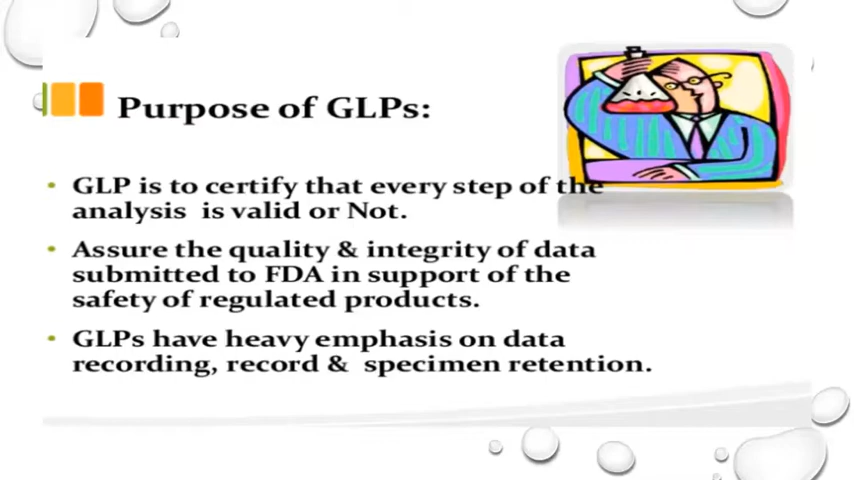 Purpose of GLPs:
• GLP is to certify that every step of the
analysis is valid or Not.
• Assure the quality & integrity of data
submitted to FDA in support of the
safety of regulated products.
• GLPs have heavy emphasis on data
recording, record & specimen retention.